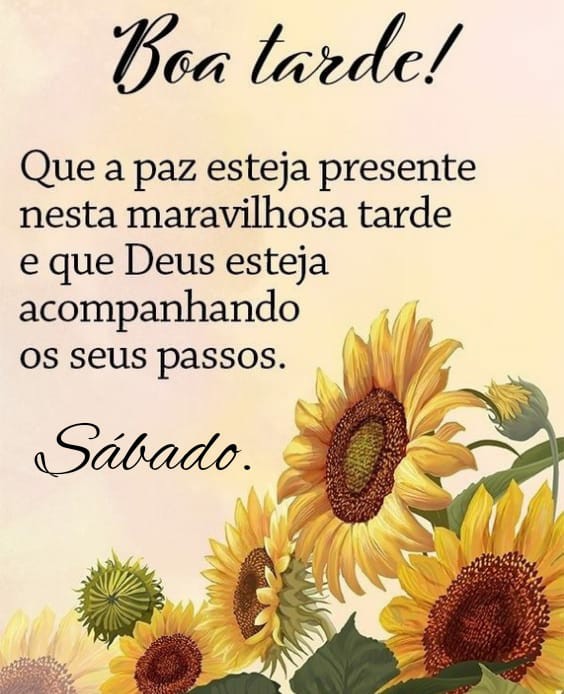 Boa tarde!
Que a paz esteja presente
nesta maravilhosa tarde
e que Deus esteja
acompanhando
os seus passos.
Sábado.